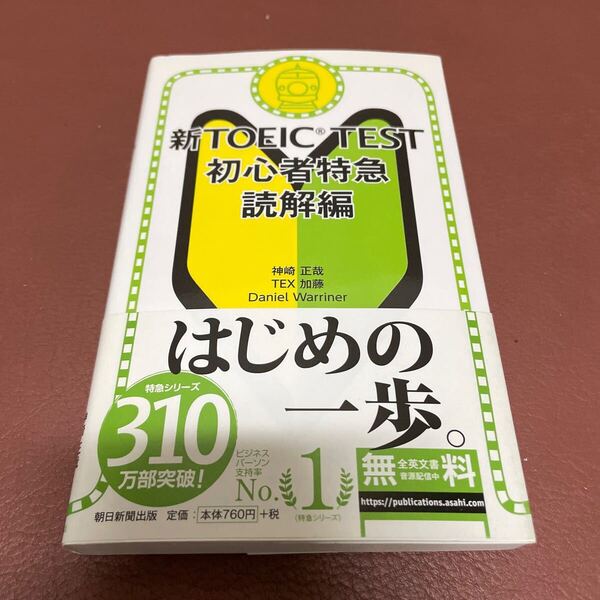 新TOEIC® TEST
初心者特急
読解編
神崎 正哉
TEX 加藤
Daniel Warriner
はじめの
一歩。
特急シリーズ
310
万部突破!
ビジネス
パーソン
支持率
No.1
(特急シリーズ)
無
全英文書
音源配信中
料
https://publications.asahi.com
朝日新聞出版 定価:本体760円+税